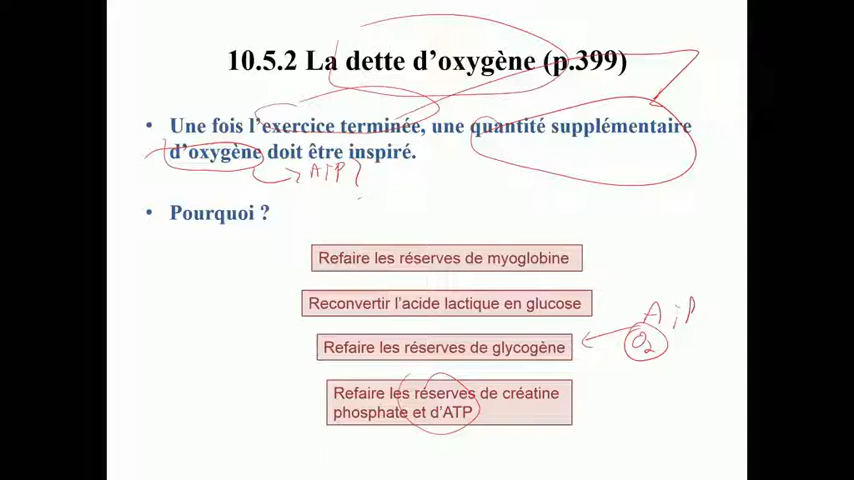 10.5.2 La dette d'oxygène (p.399)
• Une fois l'exercice terminée, une quantité supplémentaire
d'oxygène doit être inspiré.
ATP
• Pourquoi ?
Refaire les réserves de myoglobine
Reconvertir l'acide lactique en glucose
ATP
O2
Refaire les réserves de glycogène
Refaire les réserves de créatine
phosphate et d'ATP